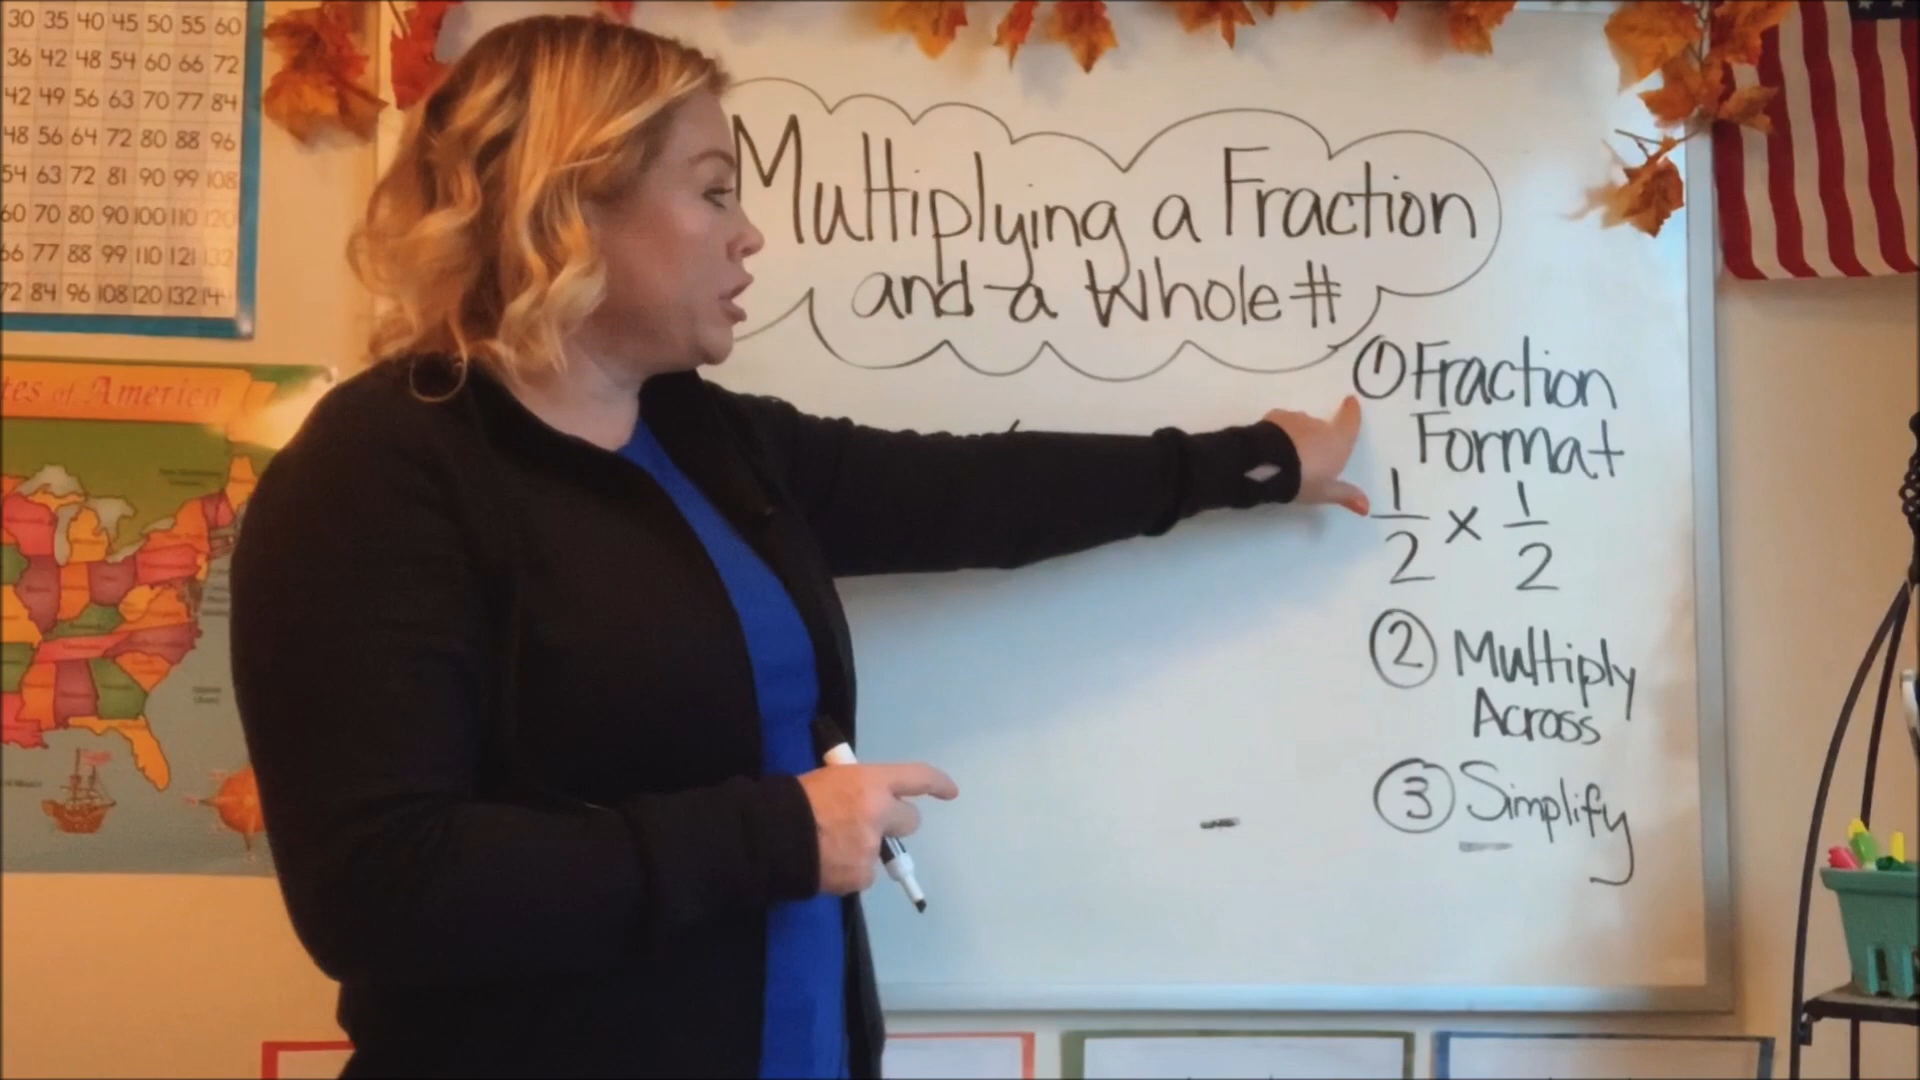 30 35 40 45 50 55 60
36 42 48 54 60 66 72
42 49 56 63 70 77 84
48 56 64 72 80 88 96
54 63 72 81 90 99 108
60 70 80 90 100 110 120
66 77 88 99 110 121 132
72 84 96 108 120 132 14
tes of America
Multiplying a Fraction
and a Whole #
① Fraction
Format
1/2 × 1/2
② Multiply
Across
③ Simplify